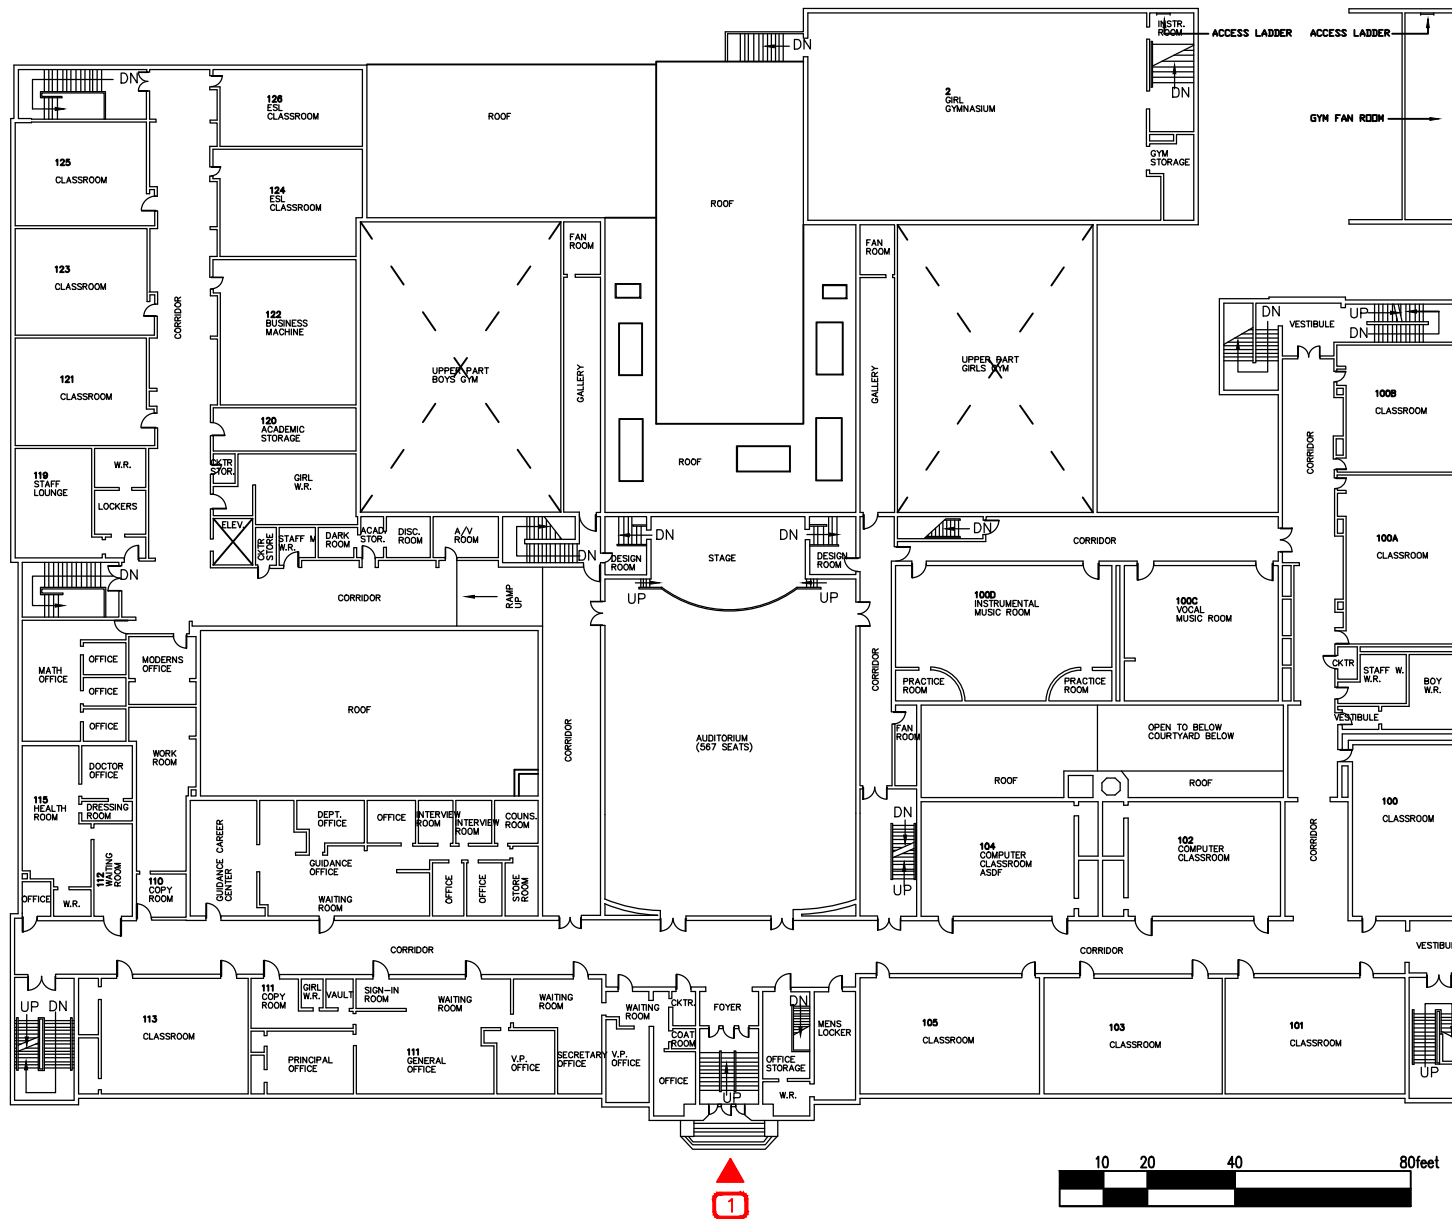 INSTR.
ROOM
ACCESS LADDER
ACCESS LADDER
DN
DN
DN
126
ESL
CLASSROOM
ROOF
2
GIRL
GYMNASIUM
GYM FAN ROOM
125
CLASSROOM
GYM
STORAGE
124
ESL
CLASSROOM
ROOF
FAN
ROOM
FAN
ROOM
123
CLASSROOM
CORRIDOR
122
BUSINESS
MACHINE
DN
VESTIBULE
UP
DN
UPPER PART
BOYS GYM
GALLERY
GALLERY
UPPER PART
GIRLS GYM
121
CLASSROOM
100B
CLASSROOM
120
ACADEMIC
STORAGE
CORRIDOR
ROOF
CKTR
STOR.
119
STAFF
LOUNGE
W.R.
LOCKERS
GIRL
W.R.
ELEV.
CKTR
STORE
STAFF M
W.R.
DARK
ROOM
ACAD.
STOR.
DISC.
ROOM
A/V
ROOM
DN
DN
DESIGN
ROOM
STAGE
DN
DESIGN
ROOM
DN
CORRIDOR
100A
CLASSROOM
DN
CORRIDOR
RAMP
UP
UP
UP
100D
INSTRUMENTAL
MUSIC ROOM
100C
VOCAL
MUSIC ROOM
MATH
OFFICE
OFFICE
OFFICE
OFFICE
MODERNS
OFFICE
CORRIDOR
PRACTICE
ROOM
PRACTICE
ROOM
CKTR
STAFF W.
W.R.
BOY
W.R.
VESTIBULE
ROOF
CORRIDOR
AUDITORIUM
(567 SEATS)
FAN
ROOM
OPEN TO BELOW
COURTYARD BELOW
WORK
ROOM
DOCTOR
OFFICE
ROOF
ROOF
115
HEALTH
ROOM
DRESSING
ROOM
100
CLASSROOM
GUIDANCE CAREER
CENTER
DEPT.
OFFICE
OFFICE
INTERVIEW
ROOM
INTERVIEW
ROOM
COUNS.
ROOM
DN
UP
104
COMPUTER
CLASSROOM
ASDF
102
COMPUTER
CLASSROOM
CORRIDOR
112
WAITING
ROOM
110
COPY
ROOM
GUIDANCE
OFFICE
WAITING
ROOM
OFFICE
OFFICE
STORE
ROOM
OFFICE
W.R.
CORRIDOR
CORRIDOR
VESTIBU
111
COPY
ROOM
GIRL
W.R.
VAULT
SIGN-IN
ROOM
WAITING
ROOM
WAITING
ROOM
WAITING
ROOM
CKTR.
FOYER
DN
MENS
LOCKER
UP
DN
113
CLASSROOM
COAT
ROOM
105
CLASSROOM
103
CLASSROOM
101
CLASSROOM
PRINCIPAL
OFFICE
111
GENERAL
OFFICE
V.P.
OFFICE
SECRETARY
OFFICE
V.P.
OFFICE
OFFICE
UP
OFFICE
STORAGE
W.R.
UP
10 20 40 80feet
1